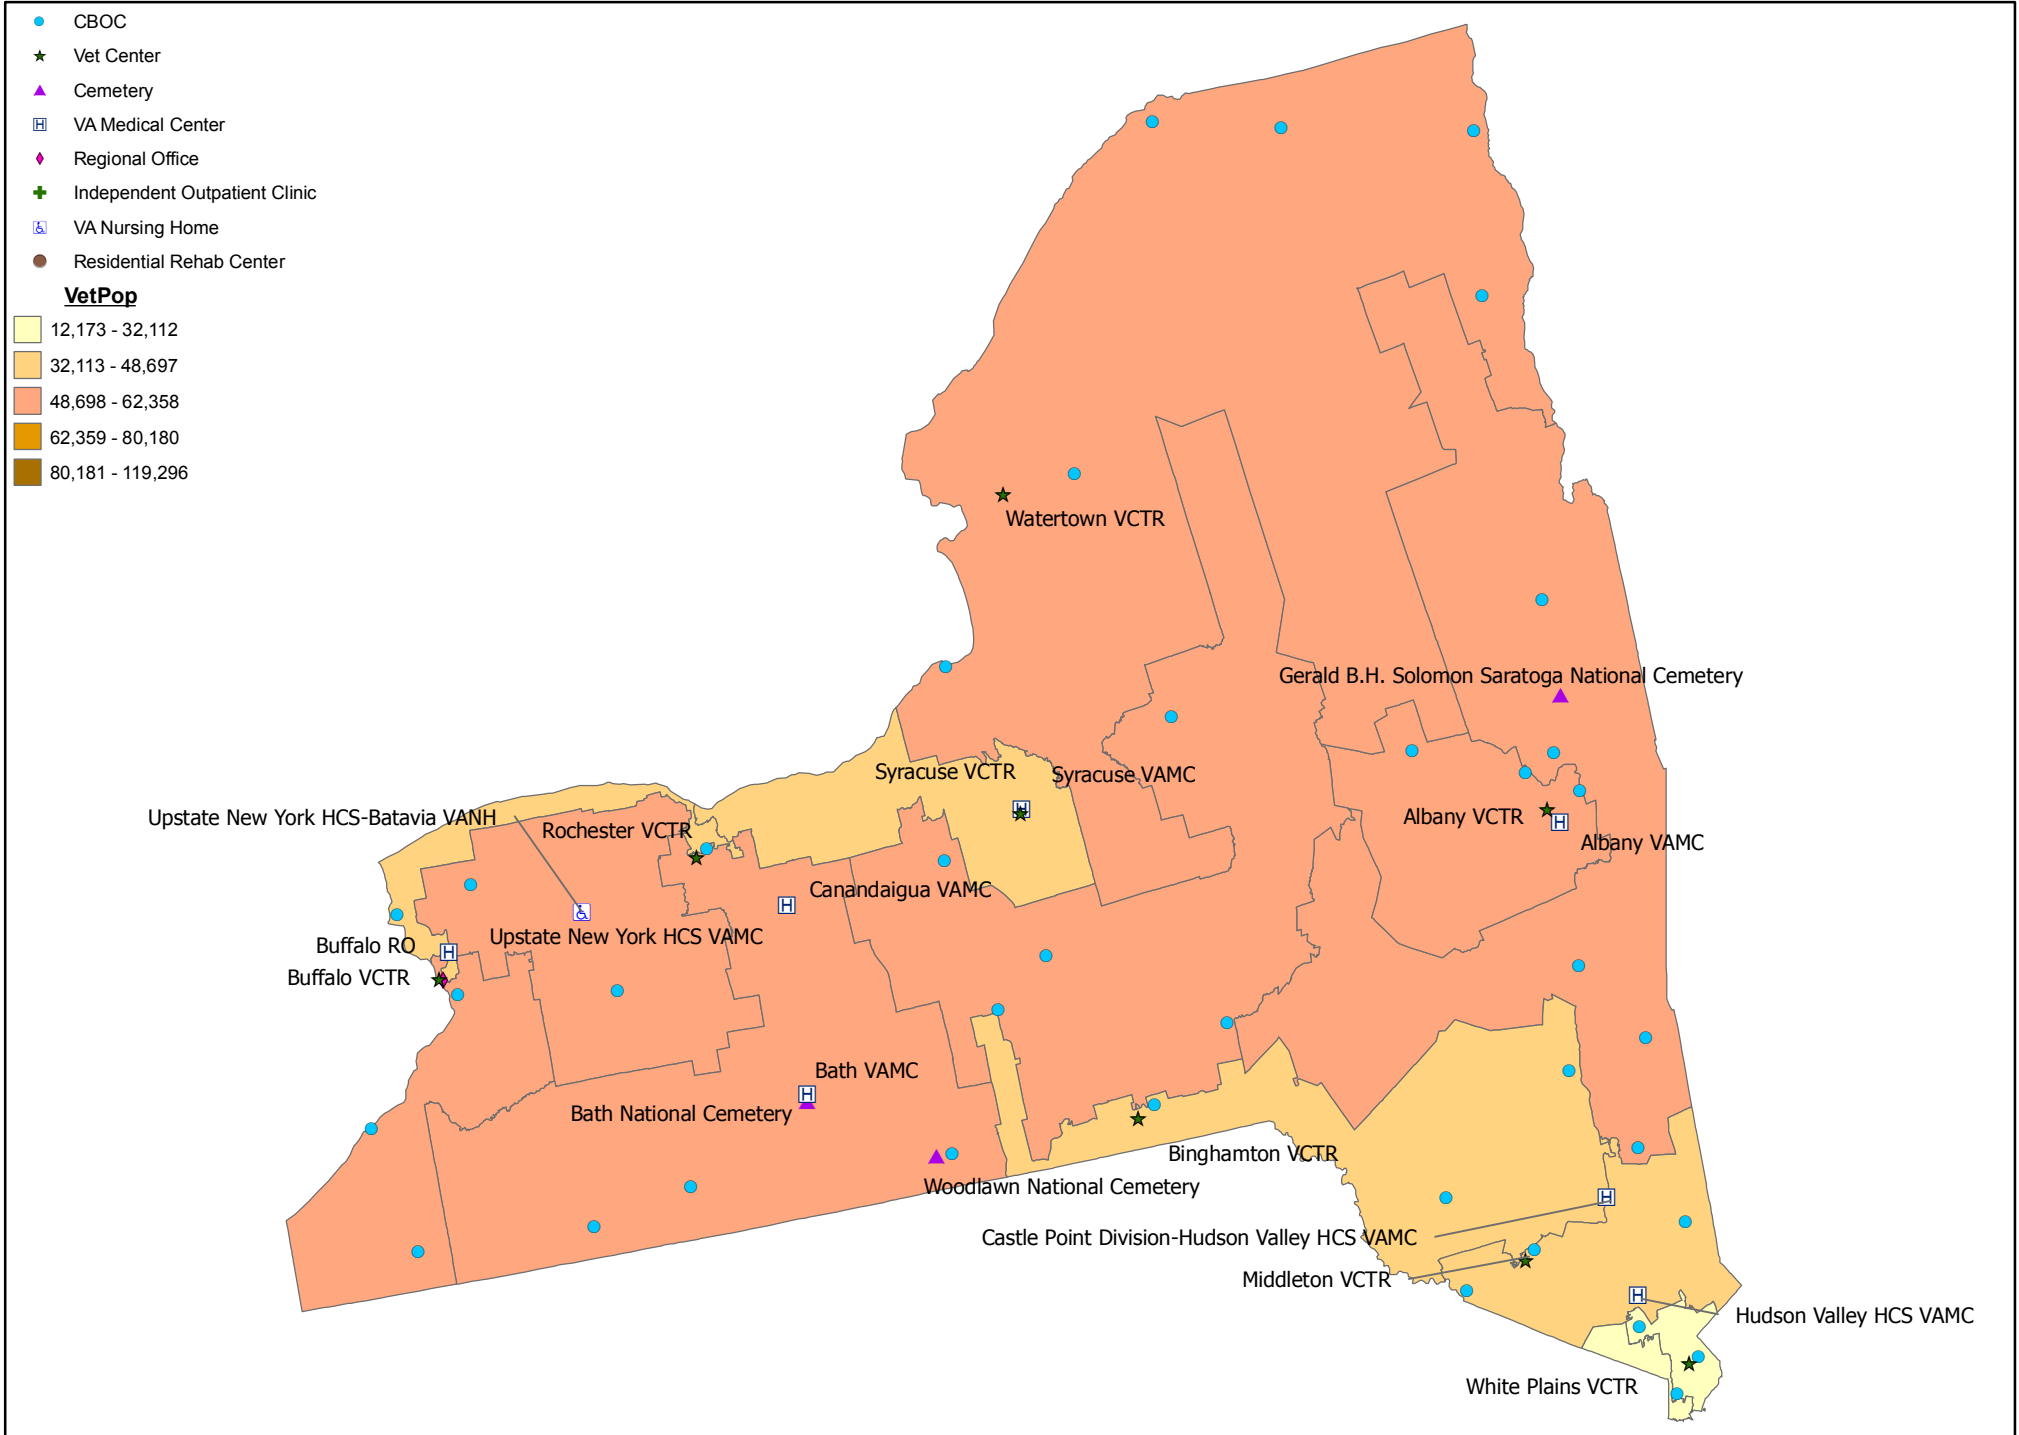 CBOC
Vet Center
Cemetery
VA Medical Center
Regional Office
Independent Outpatient Clinic
VA Nursing Home
Residential Rehab Center
VetPop
12,173 - 32,112
32,113 - 48,697
48,698 - 62,358
62,359 - 80,180
80,181 - 119,296
Watertown VCTR
Gerald B.H. Solomon Saratoga National Cemetery
Syracuse VCTR
Syracuse VAMC
Upstate New York HCS-Batavia VANH
Rochester VCTR
Albany VCTR
Albany VAMC
Canandaigua VAMC
Upstate New York HCS VAMC
Buffalo RO
Buffalo VCTR
Bath VAMC
Bath National Cemetery
Binghamton VCTR
Woodlawn National Cemetery
Castle Point Division-Hudson Valley HCS VAMC
Middleton VCTR
Hudson Valley HCS VAMC
White Plains VCTR